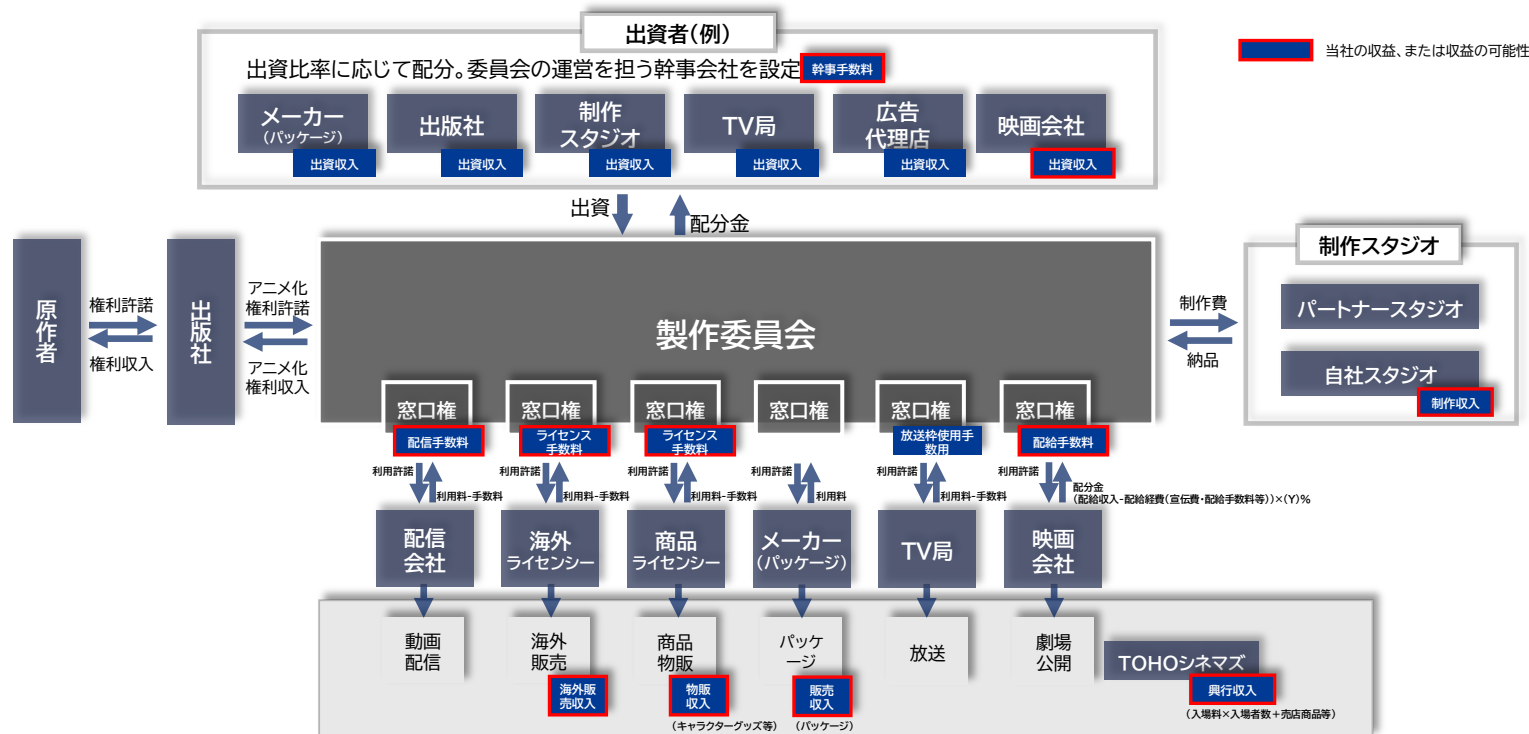 出資者(例)
当社の収益、または収益の可能性
出資比率に応じて配分。委員会の運営を担う幹事会社を設定
幹事手数料
メーカー
(パッケージ)
出資収入
出版社
出資収入
制作
スタジオ
出資収入
TV局
出資収入
広告
代理店
出資収入
映画会社
出資収入
出資
配分金
原作者
権利許諾
権利収入
出版社
アニメ化
権利許諾
アニメ化
権利収入
製作委員会
制作費
納品
制作スタジオ
パートナースタジオ
自社スタジオ
制作収入
窓口権
配信手数料
窓口権
ライセンス
手数料
窓口権
ライセンス
手数料
窓口権
窓口権
放送枠使用手
数用
窓口権
配給手数料
利用許諾
利用料-手数料
利用許諾
利用料-手数料
利用許諾
利用料-手数料
利用許諾
利用料
利用許諾
利用料-手数料
利用許諾
配分金
(配給収入-配給経費(宣伝費・配給手数料等))×(Y)%
配信
会社
海外
ライセンシー
商品
ライセンシー
メーカー
(パッケージ)
TV局
映画
会社
動画
配信
海外
販売
海外販
売収入
商品
物販
物販
収入
(キャラクターグッズ等)
パッケ
ージ
販売
収入
(パッケージ)
放送
劇場
公開
TOHOシネマズ
興行収入
(入場料×入場者数+売店商品等)